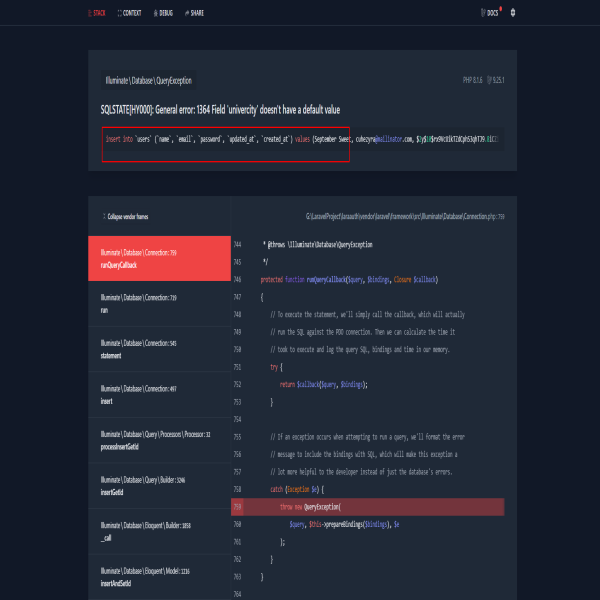 STACK CONTEXT DEBUG SHARE DOCS
Illuminate\Database\QueryException
PHP 8.1.6 9.25.1
SQLSTATE[HY000]: General error: 1364 Field 'univercity' doesn't have a default value
insert into `users` (`name`, `email`, `password`, `updated_at`, `created_at`) values (September Sweet, cuhezyra@mailinator.com,
Collapse vendor frames
G:\LaravelProject\laraauth\vendor\laravel\framework\src\Illuminate\Database\Connection.php: 759
Illuminate\Database\Connection: 759
runQueryCallback
Illuminate\Database\Connection: 719
run
Illuminate\Database\Connection: 545
statement
Illuminate\Database\Connection: 497
insert
Illuminate\Database\Query\Processors\Processor: 32
processInsertGetId
Illuminate\Database\Query\Builder: 3246
insertGetId
Illuminate\Database\Eloquent\Builder: 1858
__call
Illuminate\Database\Eloquent\Model: 1216
insertAndSetId
744 * @throws \Illuminate\Database\QueryException
745 */
746 protected function runQueryCallback($query, $bindings, Closure $callback)
747 {
748 // To execute the statement, we'll simply call the callback, which will actually
749 // run the SQL against the PDO connection. Then we can calculate the time it
750 // took to execute and log the query SQL, bindings and time in our memory.
751 try {
752 return $callback($query, $bindings);
753 }
754
755 // If an exception occurs when attempting to run a query, we'll format the error
756 // message to include the bindings with SQL, which will make this exception a
757 // lot more helpful to the developer instead of just the database's errors.
758 catch (Exception $e) {
759 throw new QueryException(
760 $query, $this->prepareBindings($bindings), $e
761 );
762 }
763 }
764